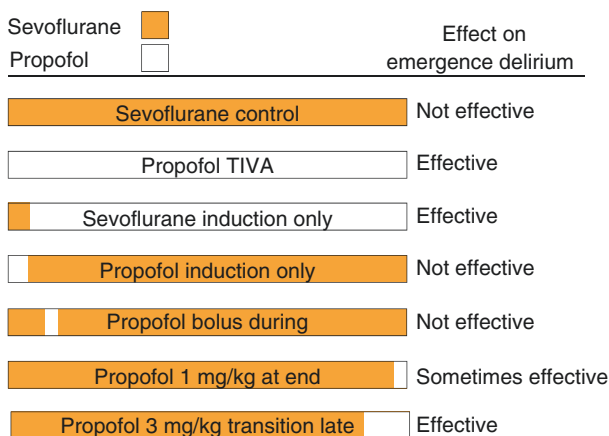 Sevoflurane
Propofol
Effect on
emergence delirium
Sevoflurane control Not effective
Propofol TIVA Effective
Sevoflurane induction only Effective
Propofol induction only Not effective
Propofol bolus during Not effective
Propofol 1 mg/kg at end Sometimes effective
Propofol 3 mg/kg transition late Effective